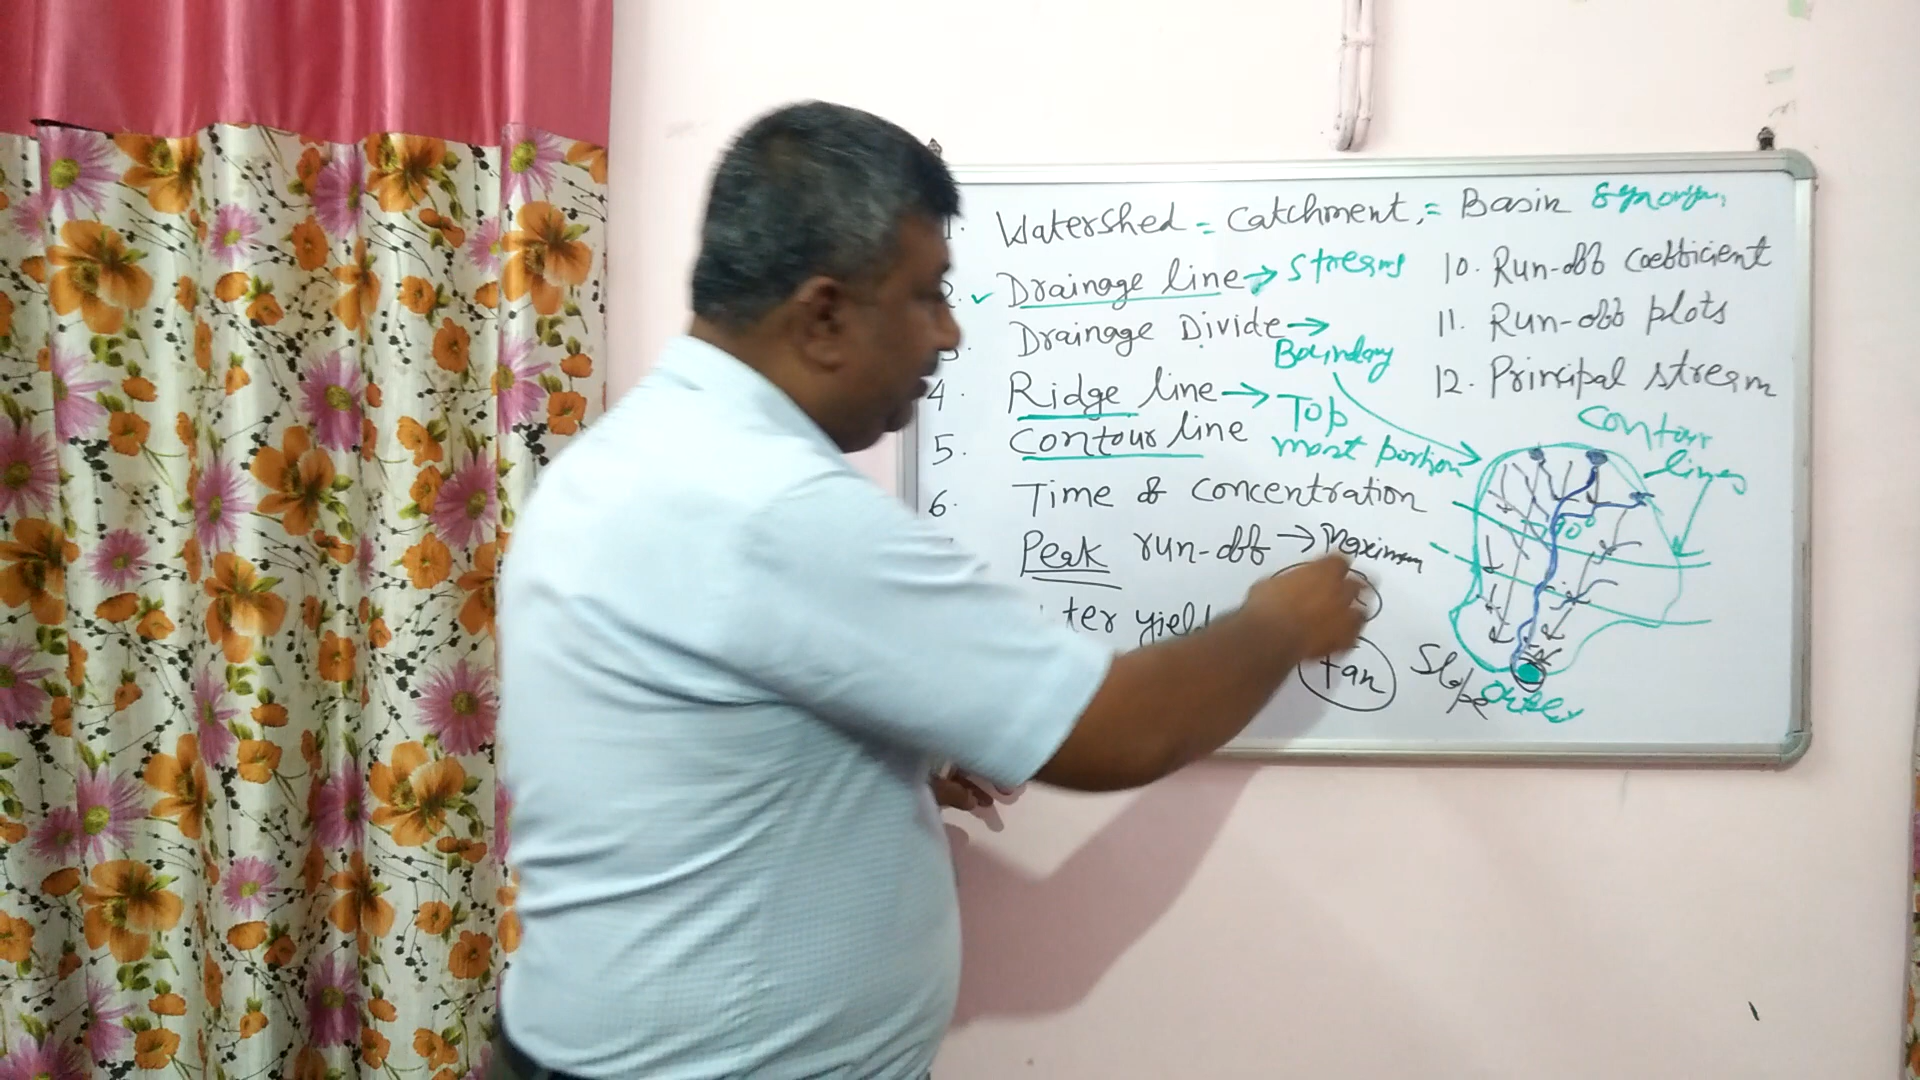 1. Watershed = Catchment, = Basin Synonym,
2. ✓ Drainage line → Streams
3 Drainage Divide →
Boundary
4. Ridge line → Top
most portion
5. Contour line
6. Time of concentration
Peak run-off → Maximum
ter yield
fan
10. Run-off coefficient
11. Run-off plots
12. Principal stream
Contour
lines
90°
Slope